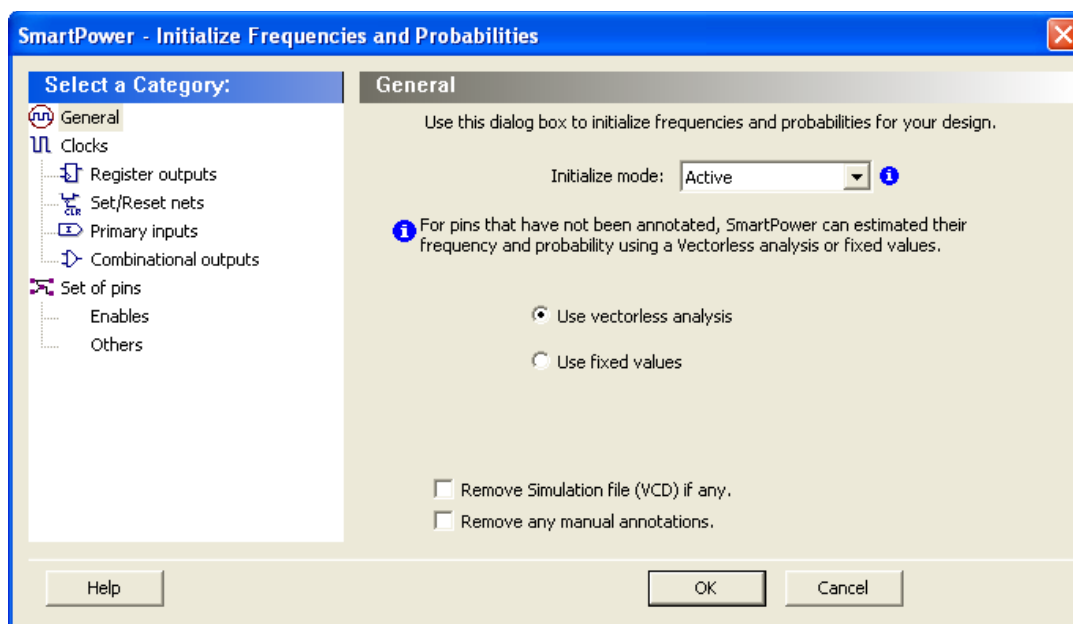 SmartPower - Initialize Frequencies and Probabilities
Select a Category:
General
Clocks
Register outputs
Set/Reset nets
CLR
Primary inputs
Combinational outputs
Set of pins
Enables
Others
General
Use this dialog box to initialize frequencies and probabilities for your design.
Initialize mode: Active
For pins that have not been annotated, SmartPower can estimated their
frequency and probability using a Vectorless analysis or fixed values.
Use vectorless analysis
Use fixed values
Remove Simulation file (VCD) if any.
Remove any manual annotations.
Help
OK
Cancel